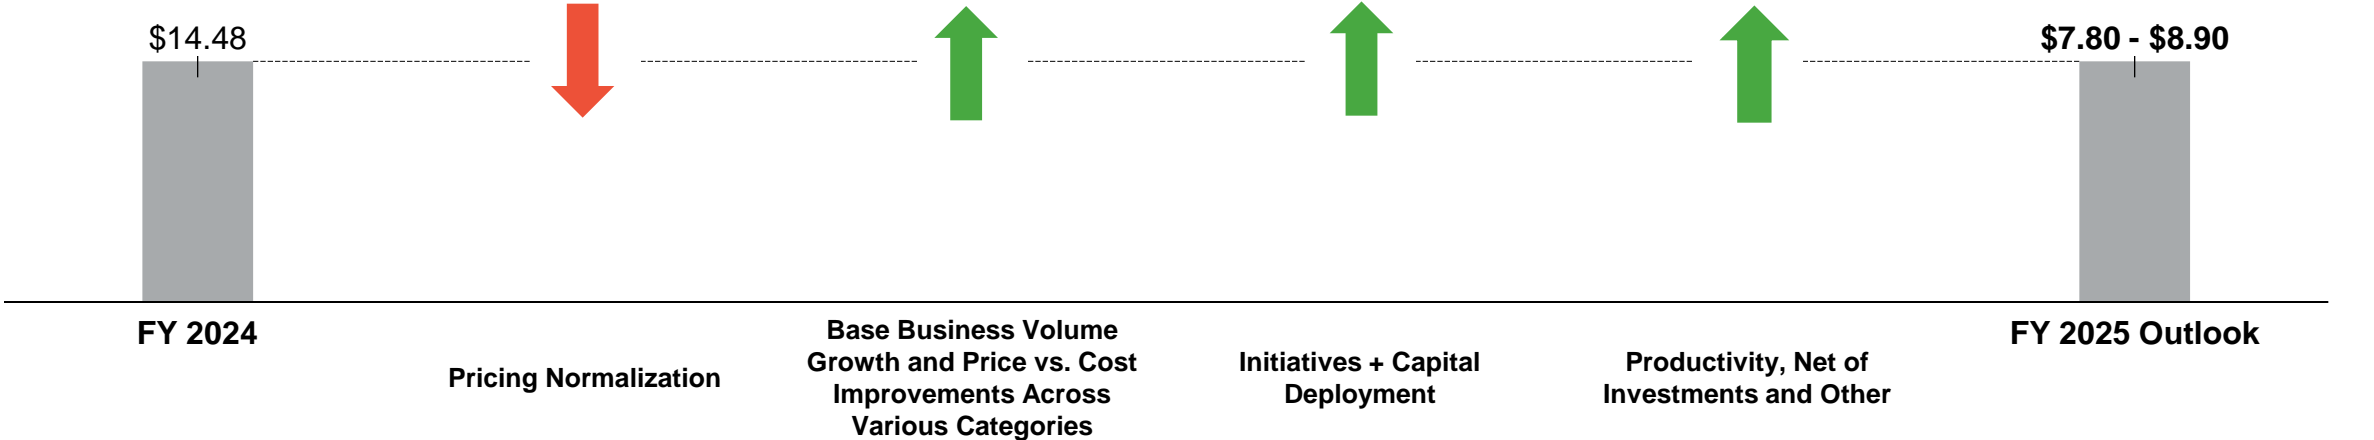 $14.48
$7.80 - $8.90
FY 2024
Pricing Normalization
Base Business Volume
Growth and Price vs. Cost
Improvements Across
Various Categories
Initiatives + Capital
Deployment
Productivity, Net of
Investments and Other
FY 2025 Outlook